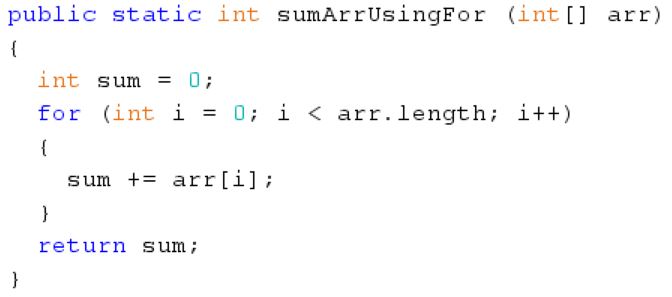 public static int sumArrUsingFor (int[] arr)
{
  int sum = 0;
  for (int i = 0; i < arr.length; i++)
  {
    sum += arr[i];
  }
  return sum;
}